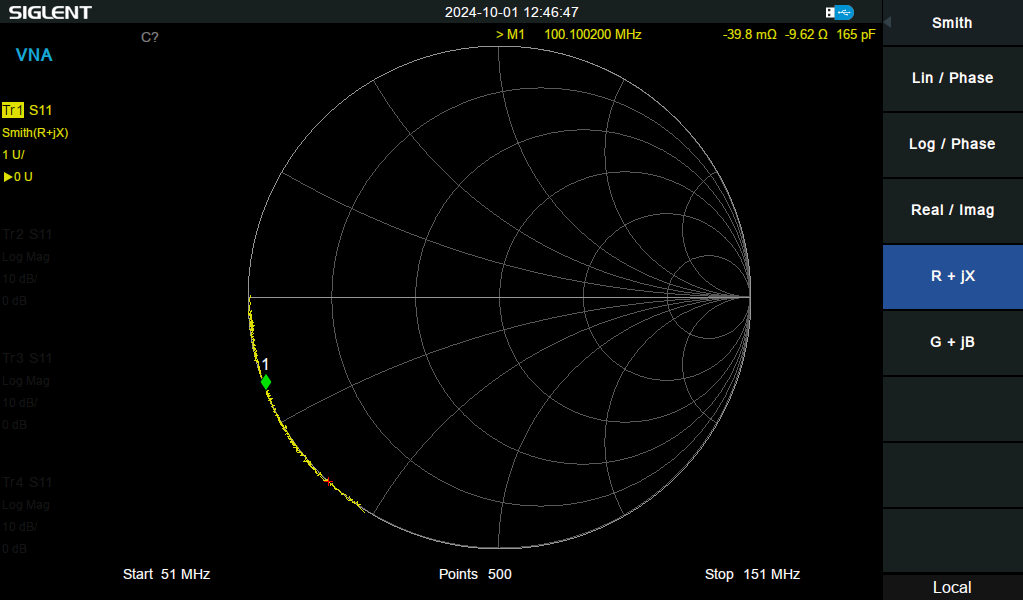 SIGLENT
2024-10-01 12:46:47
Smith
C?
> M1 100.100200 MHz -39.8 mΩ -9.62 Ω 165 pF
VNA
Tr1 S11
Smith(R+jX)
1 U/
▶0 U
Tr2 S11
Log Mag
10 dB/
0 dB
Tr3 S11
Log Mag
10 dB/
0 dB
Tr4 S11
Log Mag
10 dB/
0 dB
1
Start 51 MHz
Points 500
Stop 151 MHz
Lin / Phase
Log / Phase
Real / Imag
R + jX
G + jB
Local